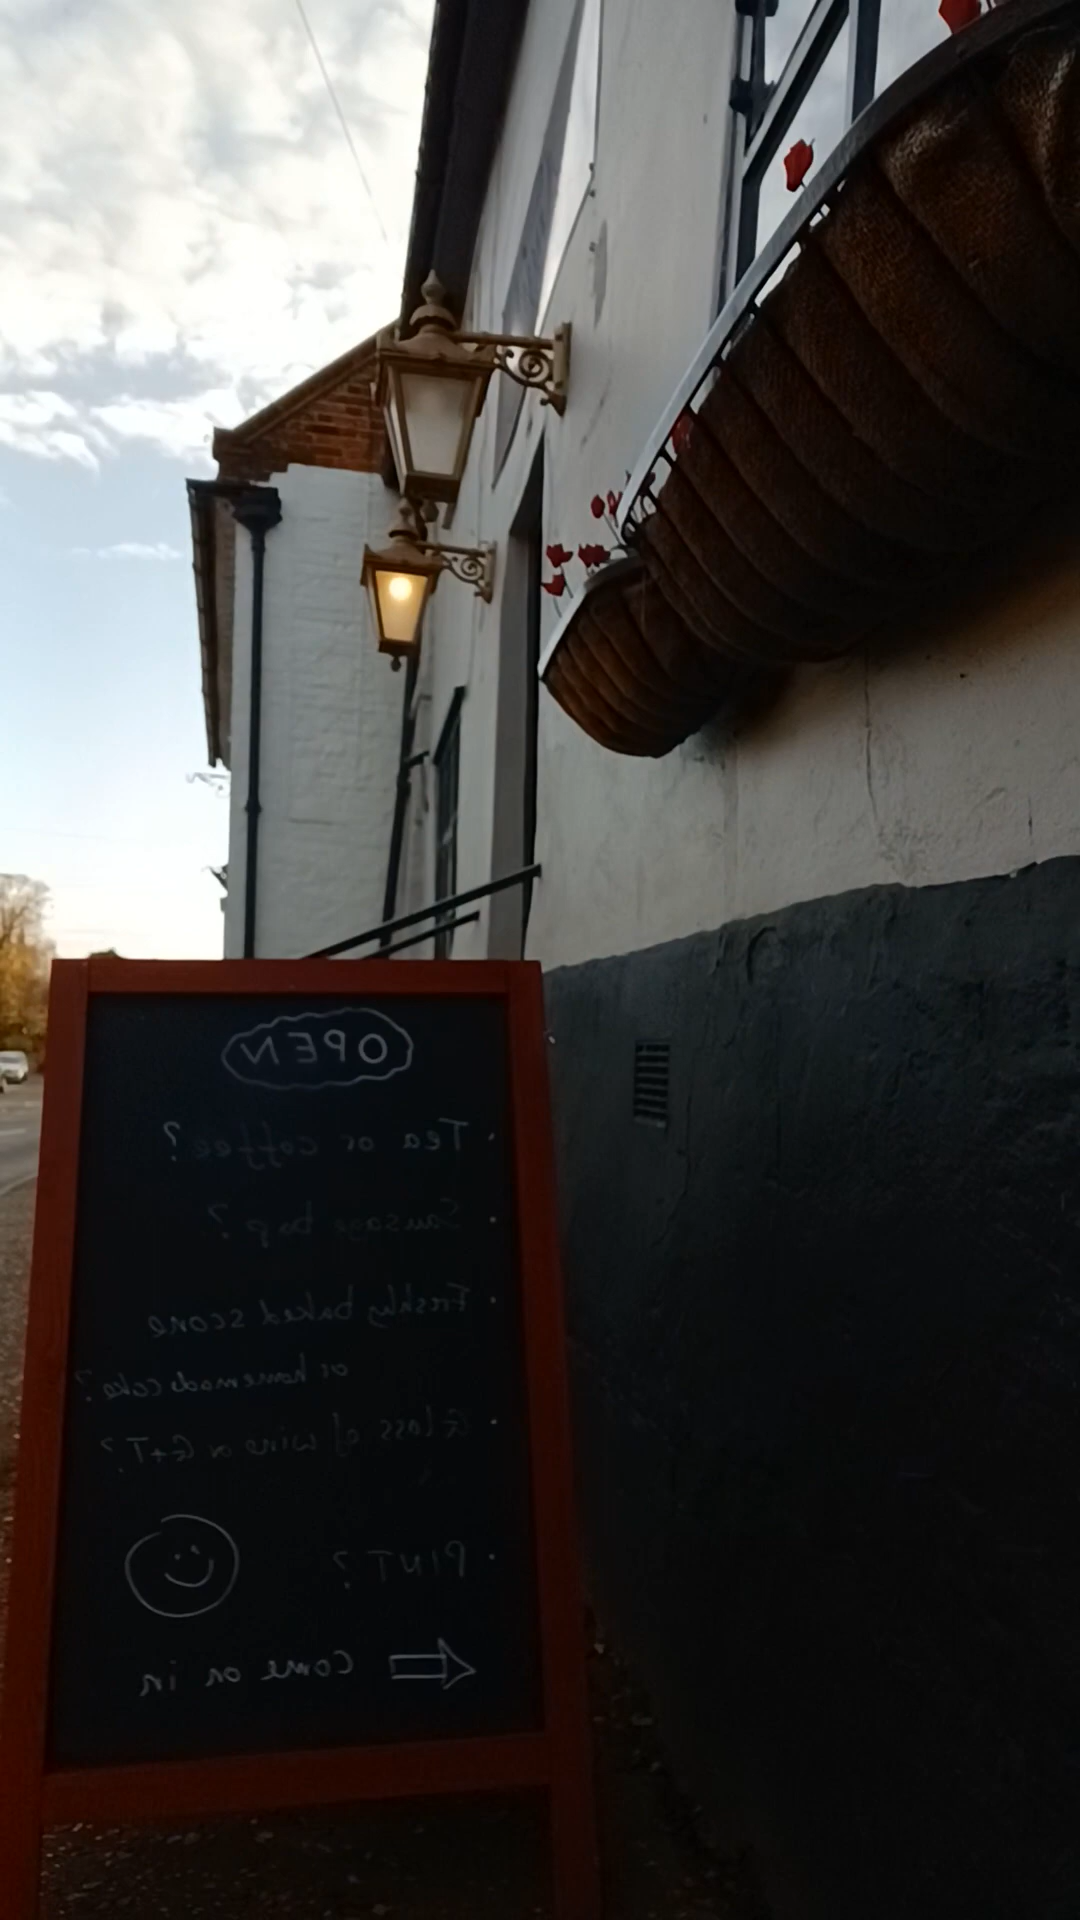 OPEN
· Tea or coffee?
· Sausage bap?
· Freshly baked scone
or homemade cake?
· Glass of wine or G+T?
· PINT?
Come on in